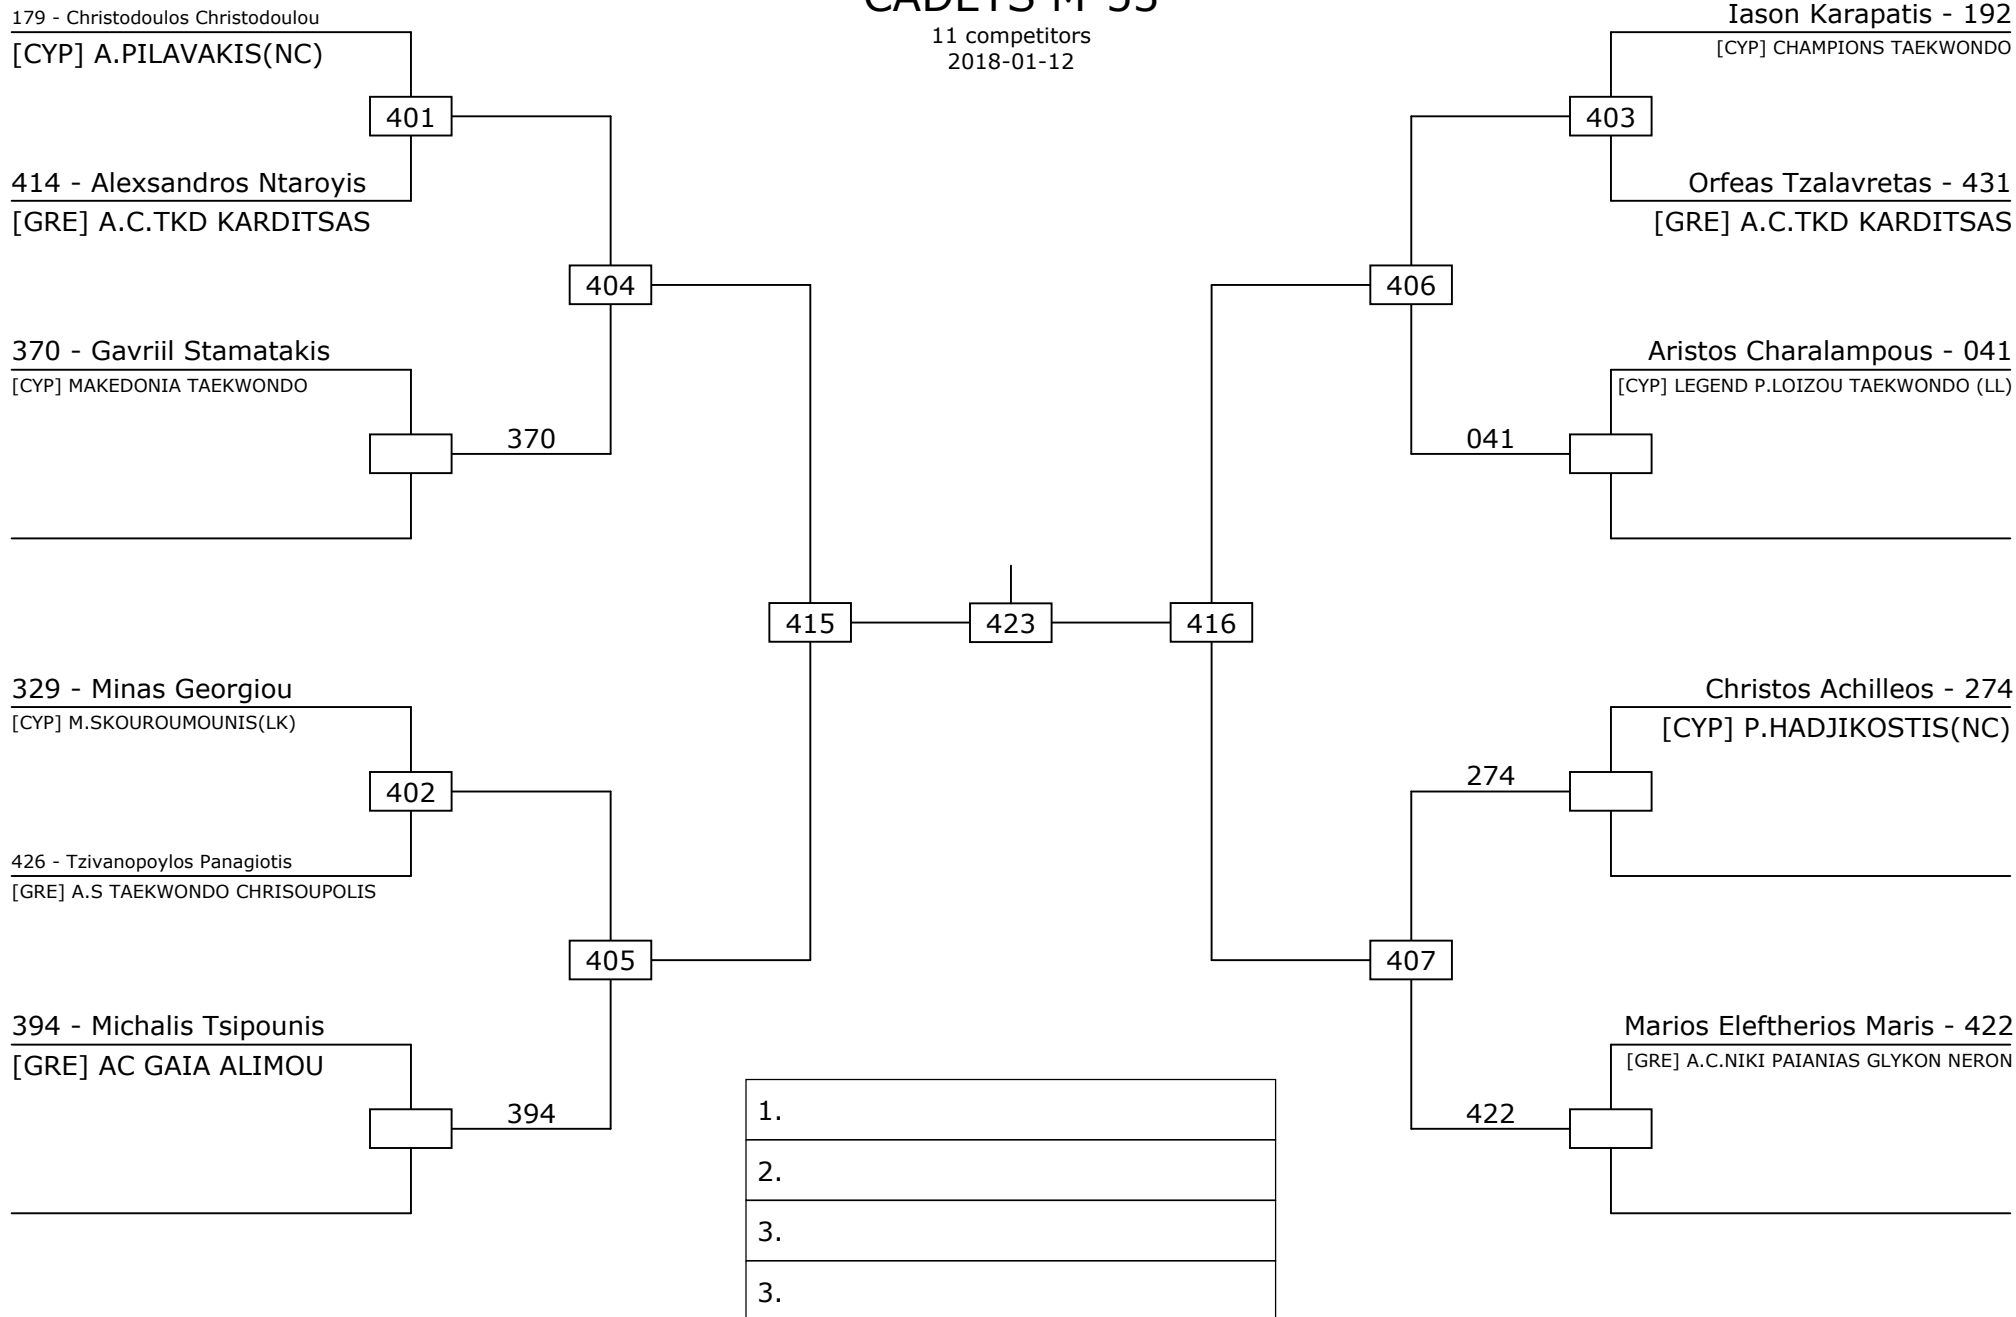 CADETS M-53
11 competitors
2018-01-12
179 - Christodoulos Christodoulou
[CYP] A.PILAVAKIS(NC)
401
414 - Alexsandros Ntaroyis
[GRE] A.C.TKD KARDITSAS
404
370 - Gavriil Stamatakis
[CYP] MAKEDONIA TAEKWONDO
370
415
329 - Minas Georgiou
[CYP] M.SKOUROUMOUNIS(LK)
402
426 - Tzivanopoylos Panagiotis
[GRE] A.S TAEKWONDO CHRISOUPOLIS
405
394 - Michalis Tsipounis
[GRE] AC GAIA ALIMOU
394
423
Iason Karapatis - 192
[CYP] CHAMPIONS TAEKWONDO
403
Orfeas Tzalavretas - 431
[GRE] A.C.TKD KARDITSAS
406
Aristos Charalampous - 041
[CYP] LEGEND P.LOIZOU TAEKWONDO (LL)
041
416
Christos Achilleos - 274
[CYP] P.HADJIKOSTIS(NC)
274
407
Marios Eleftherios Maris - 422
[GRE] A.C.NIKI PAIANIAS GLYKON NERON
422
1.
2.
3.
3.